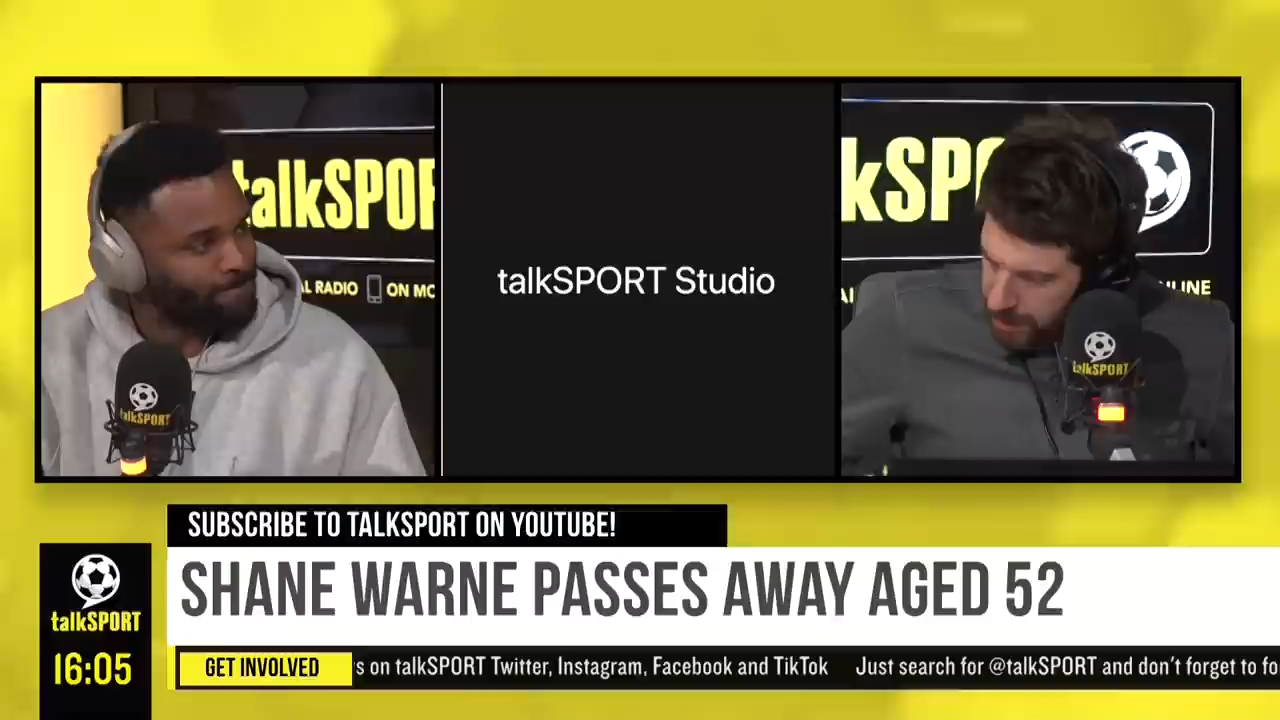 talkSPOR
AL RADIO ON MO
talkSPORT
talkSPORT Studio
kSPO
LINE
talkSPORT
SUBSCRIBE TO TALKSPORT ON YOUTUBE!
SHANE WARNE PASSES AWAY AGED 52
talkSPORT
16:05
GET INVOLVED
s on talkSPORT Twitter, Instagram, Facebook and TikTok Just search for @talkSPORT and don't forget to fo